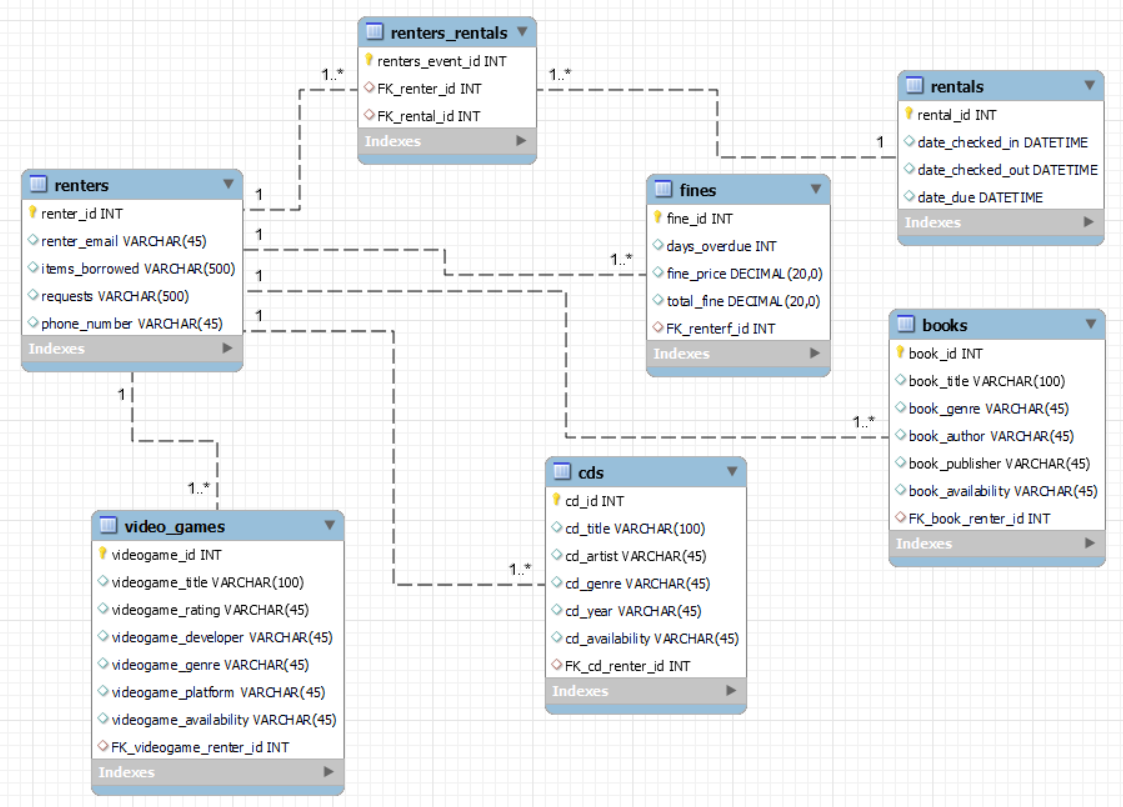 renters_rentals
renters_event_id INT
FK_renter_id INT
FK_rental_id INT
Indexes
1..*
1..*
rentals
rental_id INT
date_checked_in DATETIME
date_checked_out DATETIME
date_due DATETIME
Indexes
1
renters
renter_id INT
renter_email VARCHAR(45)
items_borrowed VARCHAR(500)
requests VARCHAR(500)
phone_number VARCHAR(45)
Indexes
1
1
1
1
1
fines
fine_id INT
days_overdue INT
fine_price DECIMAL(20,0)
total_fine DECIMAL(20,0)
FK_renterf_id INT
Indexes
1..*
books
book_id INT
book_title VARCHAR(100)
book_genre VARCHAR(45)
book_author VARCHAR(45)
book_publisher VARCHAR(45)
book_availability VARCHAR(45)
FK_book_renter_id INT
Indexes
1..*
cds
cd_id INT
cd_title VARCHAR(100)
cd_artist VARCHAR(45)
cd_genre VARCHAR(45)
cd_year VARCHAR(45)
cd_availability VARCHAR(45)
FK_cd_renter_id INT
Indexes
1..*
1..*
video_games
videogame_id INT
videogame_title VARCHAR(100)
videogame_rating VARCHAR(45)
videogame_developer VARCHAR(45)
videogame_genre VARCHAR(45)
videogame_platform VARCHAR(45)
videogame_availability VARCHAR(45)
FK_videogame_renter_id INT
Indexes